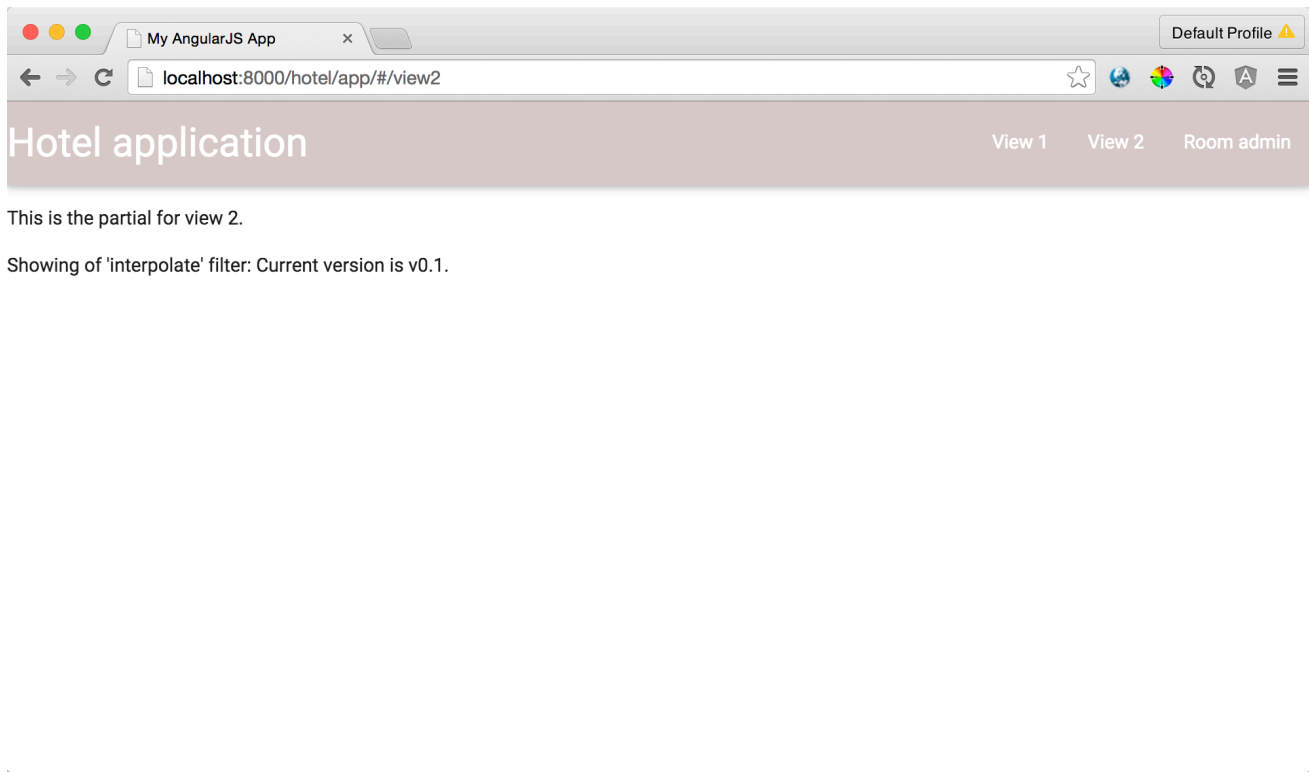 My AngularJS App
Default Profile
localhost:8000/hotel/app/#/view2
Hotel application
View 1 View 2 Room admin
This is the partial for view 2.
Showing of 'interpolate' filter: Current version is v0.1.